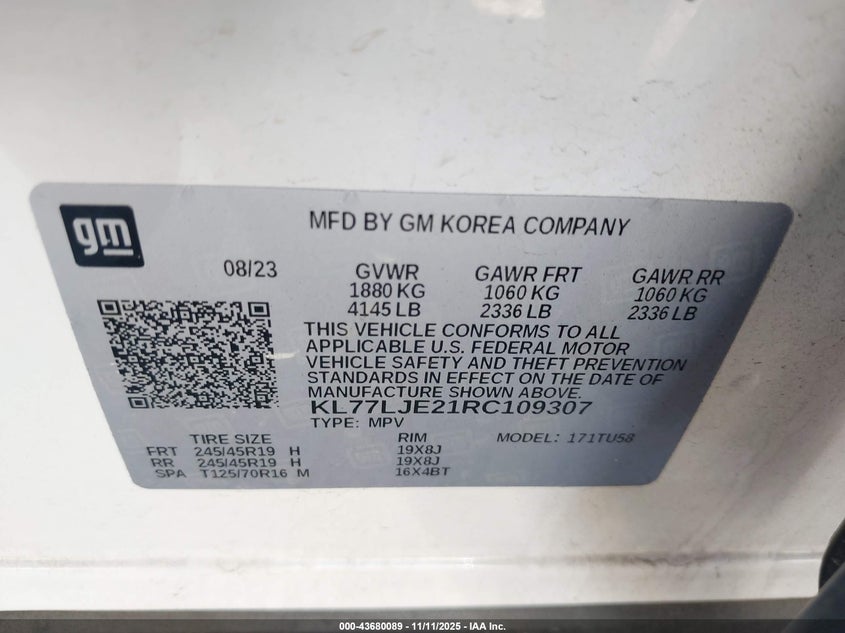 gm
MFD BY GM KOREA COMPANY
08/23 GVWR GAWR FRT GAWR RR
1880 KG 1060 KG 1060 KG
4145 LB 2336 LB 2336 LB
THIS VEHICLE CONFORMS TO ALL
APPLICABLE U.S. FEDERAL MOTOR
VEHICLE SAFETY AND THEFT PREVENTION
STANDARDS IN EFFECT ON THE DATE OF
MANUFACTURE SHOWN ABOVE.
KL77LJE21RC109307
TYPE: MPV
TIRE SIZE RIM MODEL: 171TU58
FRT 245/45R19 H 19X8J
RR 245/45R19 H 19X8J
SPA T125/70R16 M 16X4BT
000-43680089 - 11/11/2025 - IAA Inc.